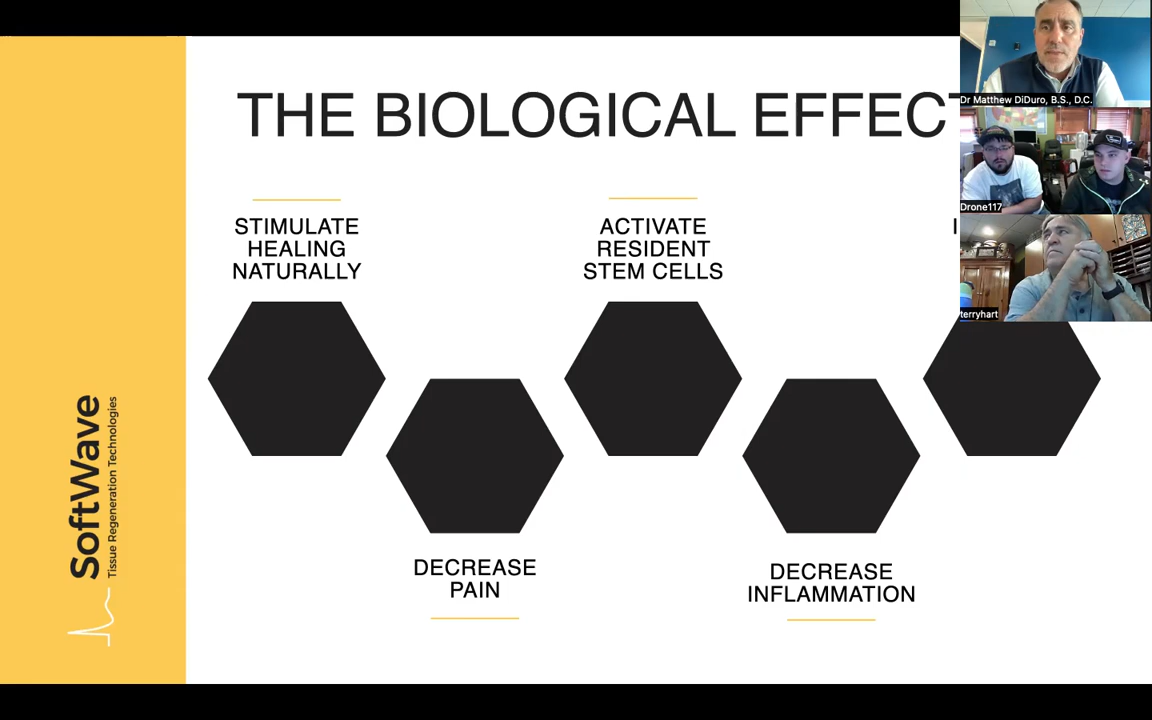 THE BIOLOGICAL EFFEC
Dr Matthew DiDuro, B.S., D.C.
Drone117
terryhart
STIMULATE
HEALING
NATURALLY
ACTIVATE
RESIDENT
STEM CELLS
DECREASE
PAIN
DECREASE
INFLAMMATION
SoftWave
Tissue Regeneration Technologies